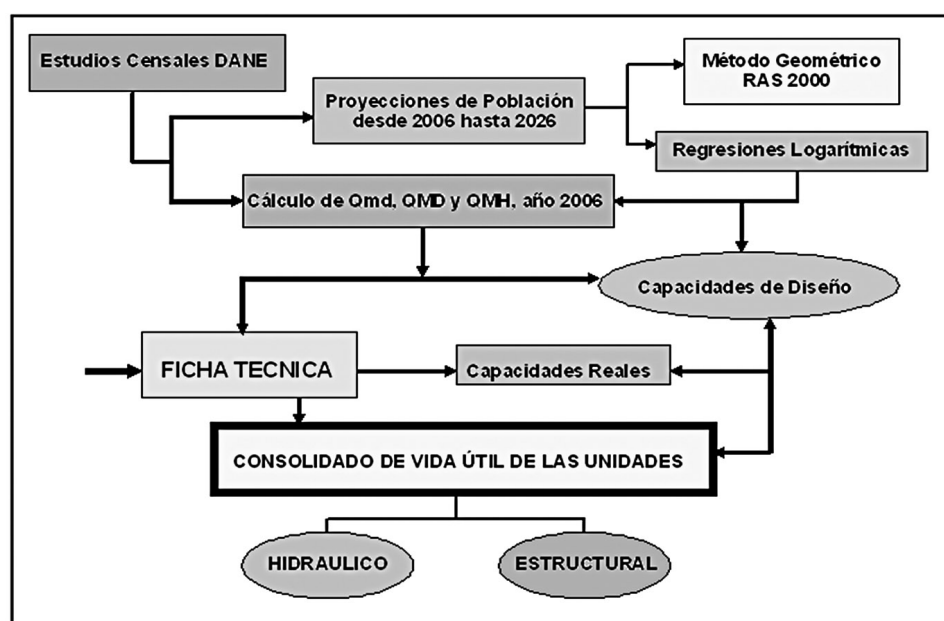 Estudios Censales DANE
Método Geométrico
RAS 2000
Proyecciones de Población
desde 2006 hasta 2026
Regresiones Logarítmicas
Cálculo de Qmd, QMD y QMH, año 2006
Capacidades de Diseño
FICHA TECNICA
Capacidades Reales
CONSOLIDADO DE VIDA ÚTIL DE LAS UNIDADES
HIDRAULICO
ESTRUCTURAL